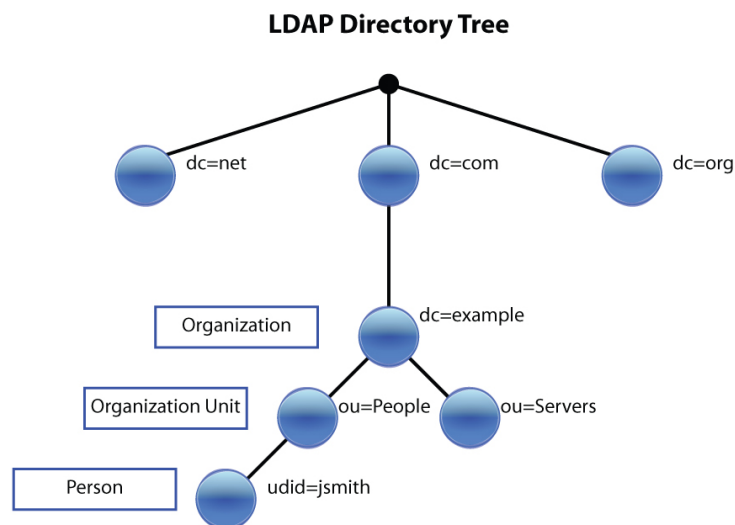 LDAP Directory Tree
dc=net
dc=com
dc=org
dc=example
Organization
Organization Unit
ou=People
ou=Servers
Person
udid=jsmith